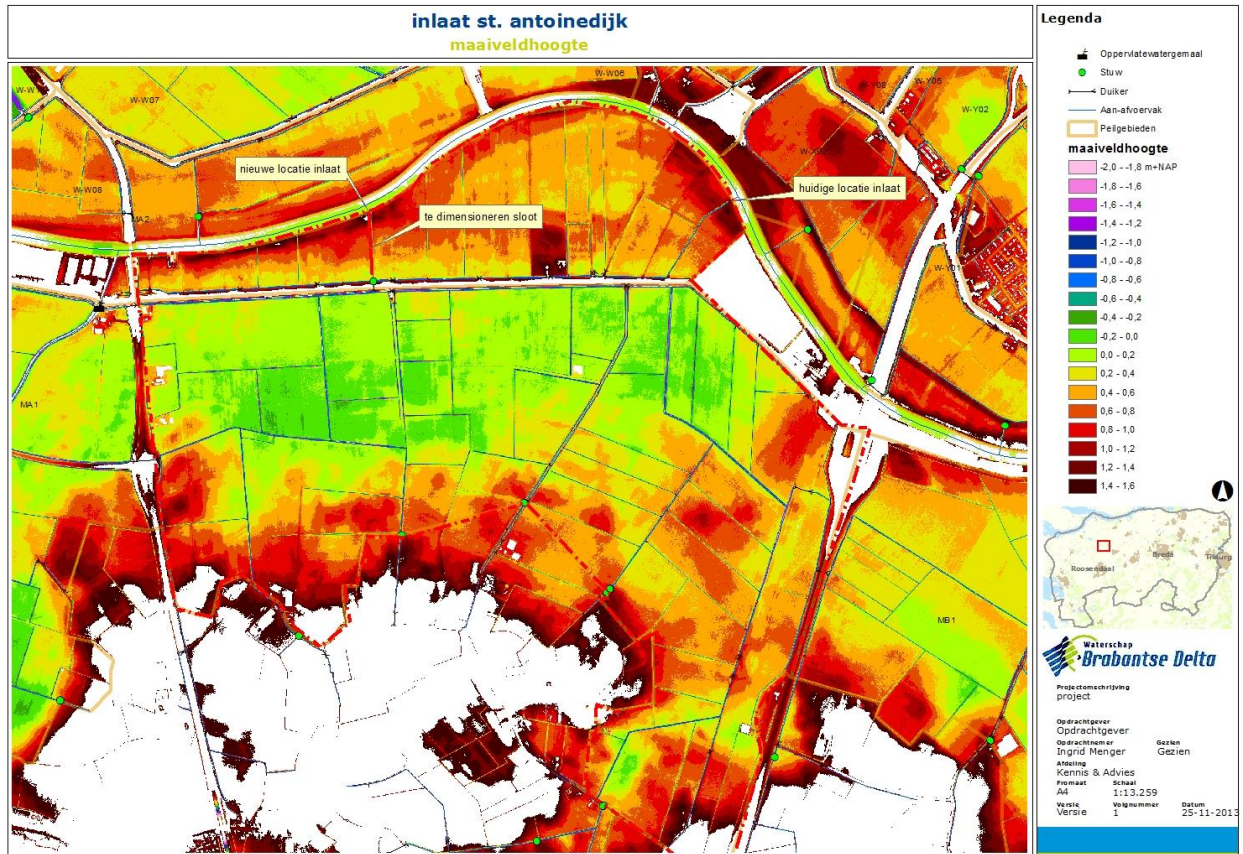 inlaat st. antoinedijk
maaiveldhoogte
W-W07
W-W06
W-Y08
W-Y05
W-Y02
W-W08
MA2
nieuwe locatie inlaat
huidige locatie inlaat
te dimensioneren sloot
W-Y01
MA1
MB1
Legenda
Oppervlatewatergemaal
Stuw
Duiker
Aan-afvoervak
Peilgebieden
maaiveldhoogte
-2,0 - -1,8 m+NAP
-1,8 - -1,6
-1,6 - -1,4
-1,4 - -1,2
-1,2 - -1,0
-1,0 - -0,8
-0,8 - -0,6
-0,6 - -0,4
-0,4 - -0,2
-0,2 - 0,0
0,0 - 0,2
0,2 - 0,4
0,4 - 0,6
0,6 - 0,8
0,8 - 1,0
1,0 - 1,2
1,2 - 1,4
1,4 - 1,6
Breda
Tilburg
Roosendaal
Waterschap
Brabantse Delta
Projectomschrijving
project
Opdrachtgever
Opdrachtgever
Opdrachtnemer Gezien
Ingrid Menger Gezien
Afdeling
Kennis & Advies
Formaat Schaal
A4 1:13.259
Versie Volgnummer Datum
Versie 1 25-11-2013